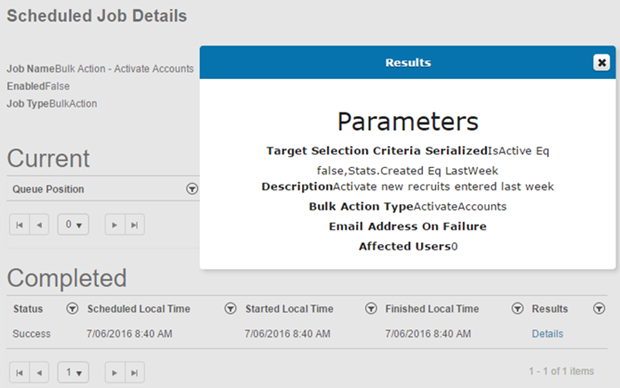 Scheduled Job Details
Job NameBulk Action - Activate Accounts
EnabledFalse
Job TypeBulkAction
Results
Parameters
Target Selection Criteria SerializedIsActive Eq
false,Stats.Created Eq LastWeek
DescriptionActivate new recruits entered last week
Bulk Action TypeActivateAccounts
Email Address On Failure
Affected Users0
Current
Queue Position
0
Completed
Status Scheduled Local Time Started Local Time Finished Local Time Results
Success 7/06/2016 8:40 AM 7/06/2016 8:40 AM 7/06/2016 8:40 AM Details
1 1 - 1 of 1 items